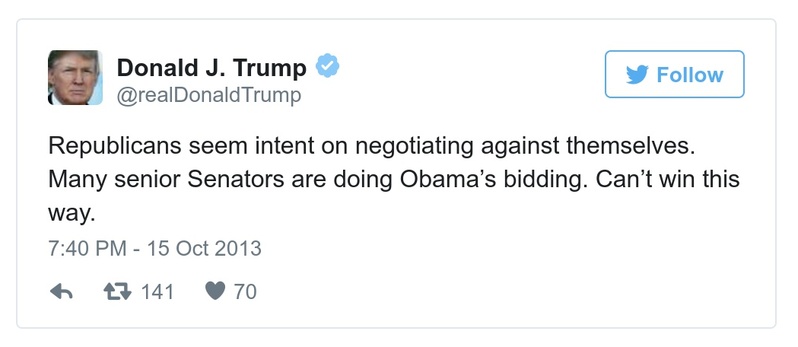 Donald J. Trump
Follow
@realDonaldTrump
Republicans seem intent on negotiating against themselves.
Many senior Senators are doing Obama’s bidding. Can’t win this
way.
7:40 PM - 15 Oct 2013
141 70